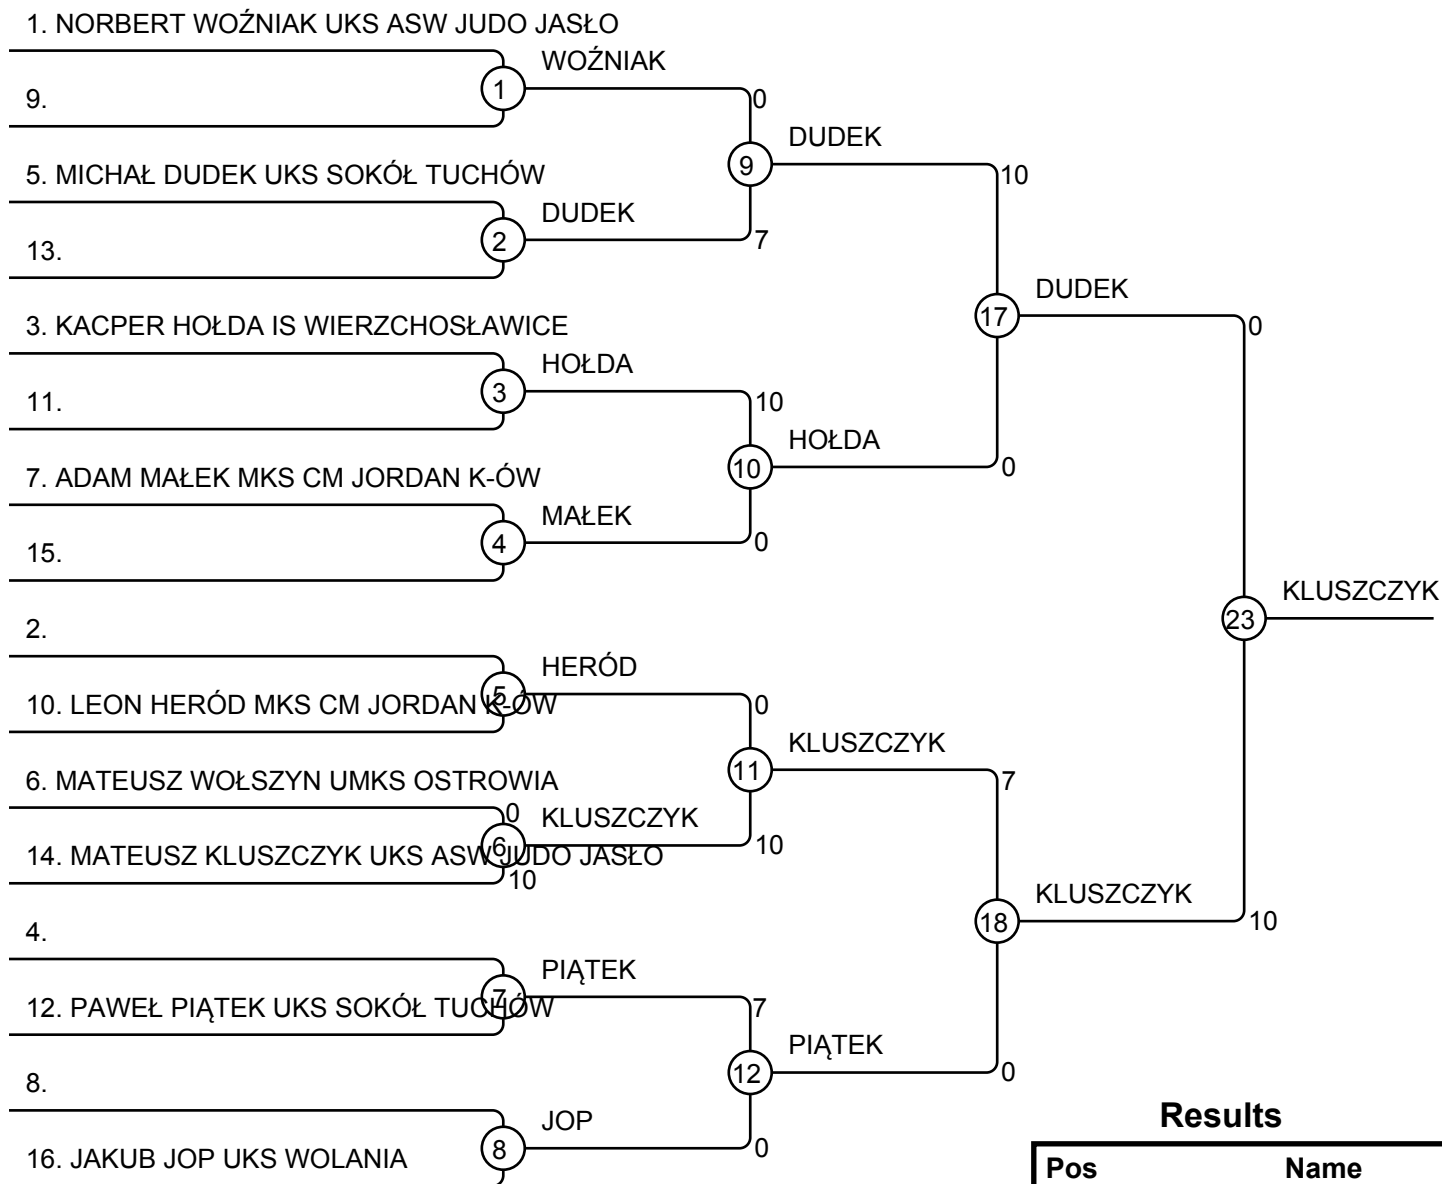 1. NORBERT WOŹNIAK UKS ASW JUDO JASŁO
WOŹNIAK
1
9.
0
DUDEK
9
10
5. MICHAŁ DUDEK UKS SOKÓŁ TUCHÓW
DUDEK
2
7
13.
DUDEK
17
0
3. KACPER HOŁDA IS WIERZCHOSŁAWICE
HOŁDA
3
11.
10
HOŁDA
10
0
7. ADAM MAŁEK MKS CM JORDAN K-ÓW
MAŁEK
4
0
15.
KLUSZCZYK
23
2.
HERÓD
5
10. LEON HERÓD MKS CM JORDAN K-ÓW
0
KLUSZCZYK
11
7
6. MATEUSZ WOŁSZYN UMKS OSTROWIA
0
KLUSZCZYK
6
10
14. MATEUSZ KLUSZCZYK UKS ASW JUDO JASŁO
10
KLUSZCZYK
18
10
4.
PIĄTEK
7
12. PAWEŁ PIĄTEK UKS SOKÓŁ TUCHÓW
7
PIĄTEK
12
0
8.
JOP
8
0
16. JAKUB JOP UKS WOLANIA
Results
Pos Name